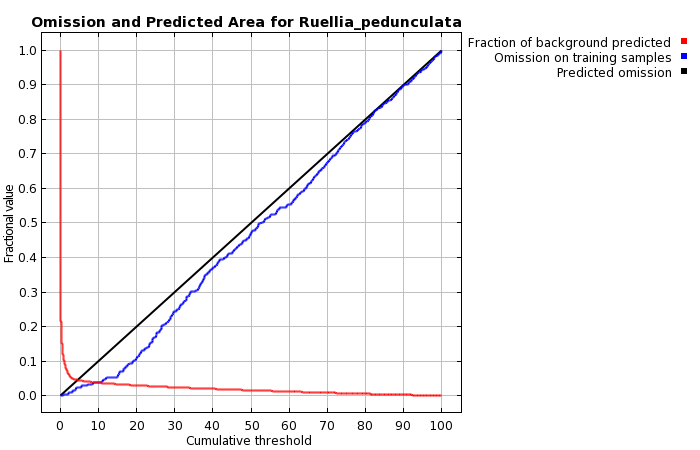 Omission and Predicted Area for Ruellia_pedunculata
Fraction of background predicted
Omission on training samples
Predicted omission
1.0
0.9
0.8
0.7
0.6
0.5
0.4
0.3
0.2
0.1
0.0
Fractional value
0 10 20 30 40 50 60 70 80 90 100
Cumulative threshold